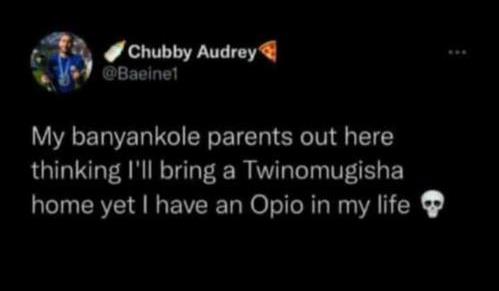 Chubby Audrey
@Baeine1
My banyankole parents out here
thinking I'll bring a Twinomugisha
home yet I have an Opio in my life 💀